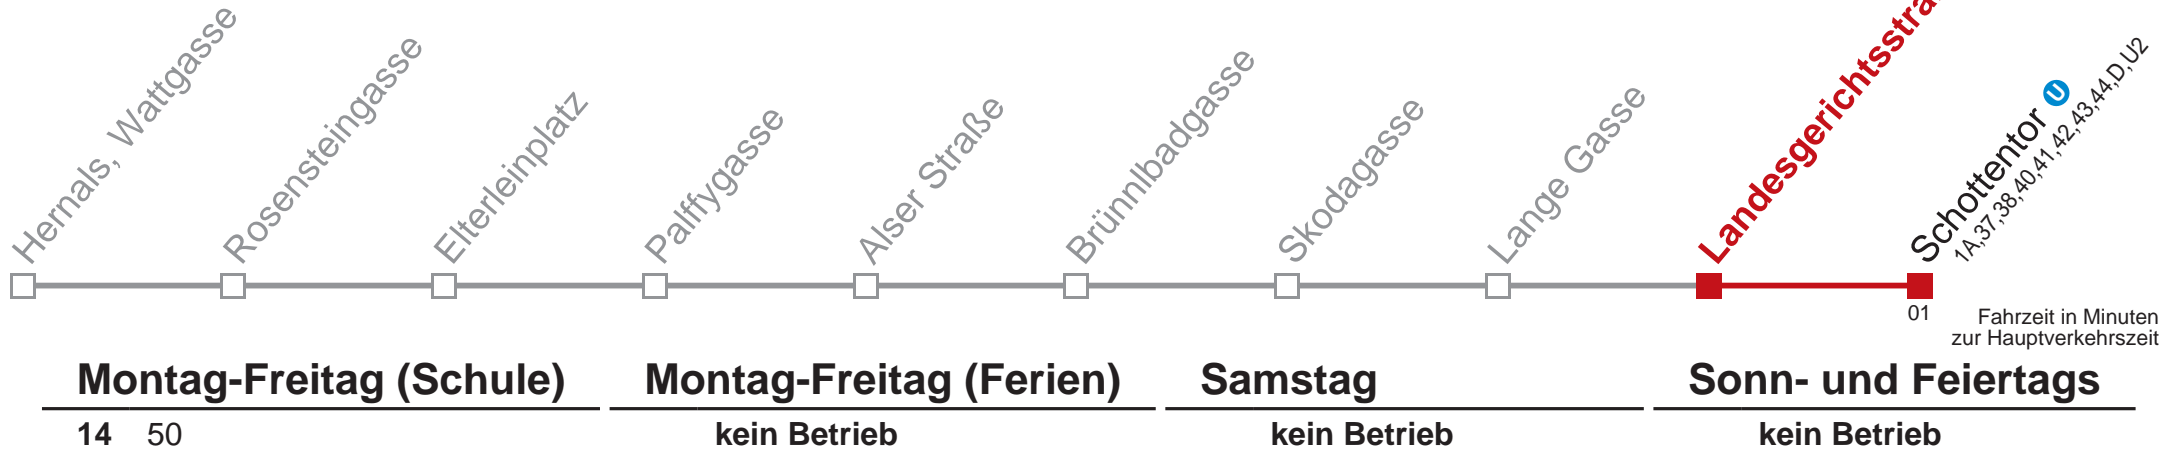 Hernals, Wattgasse
Rosensteingasse
Elterleinplatz
Palffygasse
Alser Straße
Brünnlbadgasse
Skodagasse
Lange Gasse
Schottentor U
1A,37,38,40,41,42,43,44,D,U2
01
Fahrzeit in Minuten
zur Hauptverkehrszeit
Montag-Freitag (Schule) Montag-Freitag (Ferien) Samstag Sonn- und Feiertags
14 50 kein Betrieb kein Betrieb kein Betrieb